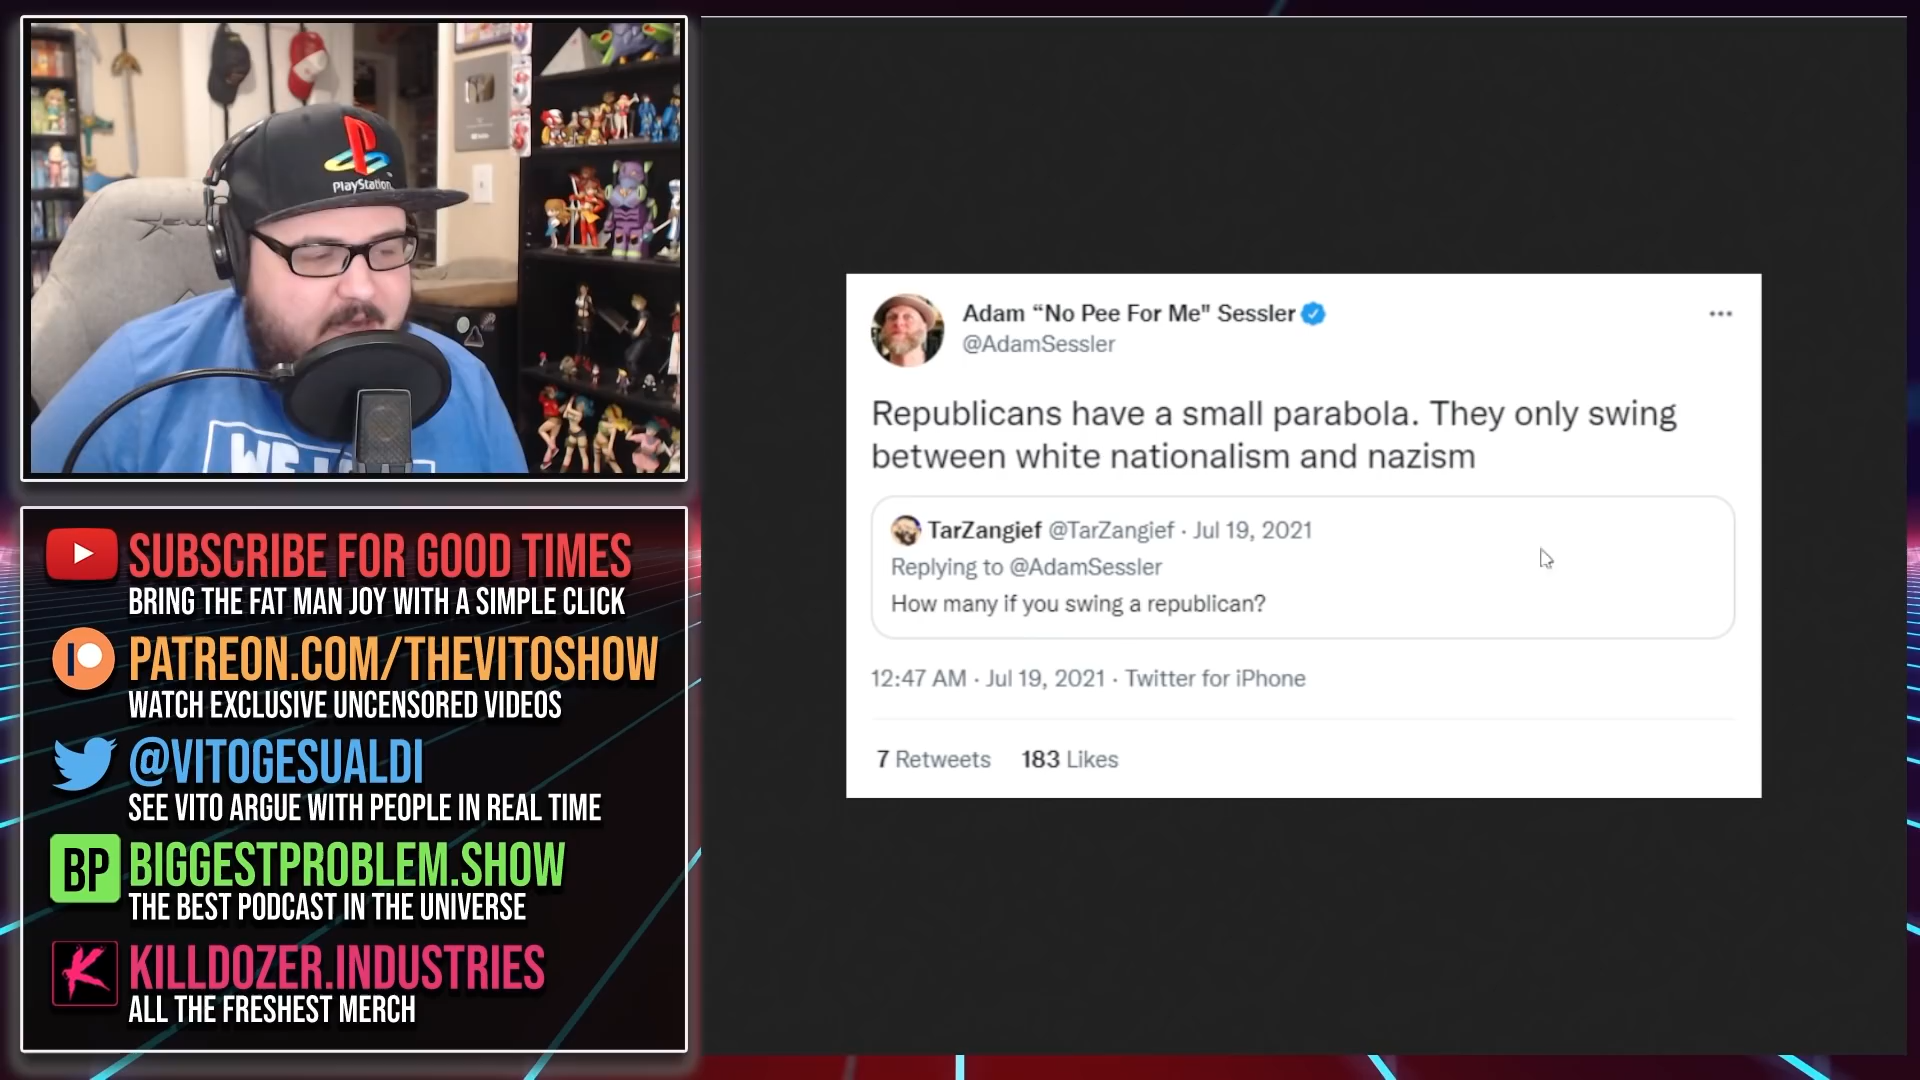 PlayStation
SUBSCRIBE FOR GOOD TIMES
BRING THE FAT MAN JOY WITH A SIMPLE CLICK
PATREON.COM/THEVITOSHOW
WATCH EXCLUSIVE UNCENSORED VIDEOS
@VITOGESUALDI
SEE VITO ARGUE WITH PEOPLE IN REAL TIME
BP BIGGESTPROBLEM.SHOW
THE BEST PODCAST IN THE UNIVERSE
KILLDOZER.INDUSTRIES
ALL THE FRESHEST MERCH
Adam “No Pee For Me" Sessler
@AdamSessler
Republicans have a small parabola. They only swing
between white nationalism and nazism
TarZangief @TarZangief · Jul 19, 2021
Replying to @AdamSessler
How many if you swing a republican?
12:47 AM · Jul 19, 2021 · Twitter for iPhone
7 Retweets 183 Likes